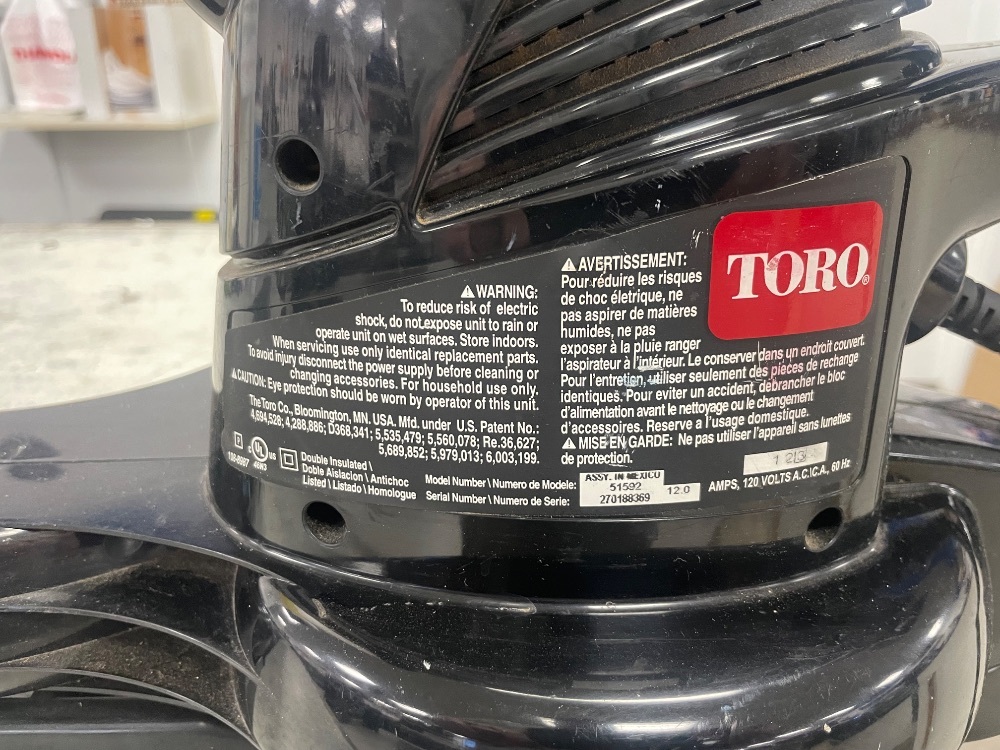 TORO®
⚠WARNING:
To reduce risk of electric
shock, do not expose unit to rain or
operate unit on wet surfaces. Store indoors.
When servicing use only identical replacement parts.
To avoid injury disconnect the power supply before cleaning or
changing accessories. For household use only.
⚠CAUTION: Eye protection should be worn by operator of this unit.
The Toro Co., Bloomington, MN. USA. Mfd. under U.S. Patent No.:
4,694,528; 4,288,886; D368,341; 5,535,479; 5,560,078; Re.36,627;
5,689,852; 5,979,013; 6,003,199.
⚠AVERTISSEMENT:
Pour réduire les risques
de choc életrique, ne
pas aspirer de matières
humides, ne pas
exposer à la pluie ranger
l'aspirateur à l'intérieur. Le conserver dans un endroit couvert.
Pour l'entretien, utiliser seulement des pièces de rechange
identiques. Pour eviter un accident, débrancher le bloc
d'alimentation avant le nettoyage ou le changement
d'accessoires. Reserve a l'usage domestique.
⚠ MISE EN GARDE: Ne pas utiliser l'appareil sans lunettes
de protection.
c UL us
Double Insulated \
Doble Aislacion \ Antichoc
Listed \ Listado \ Homologue
Model Number \ Numero de Modele:
Serial Number \ Numero de Serie:
ASSY. IN MEXICO
51592
270188369
12.0
AMPS, 120 VOLTS A.C./C.A., 60 Hz